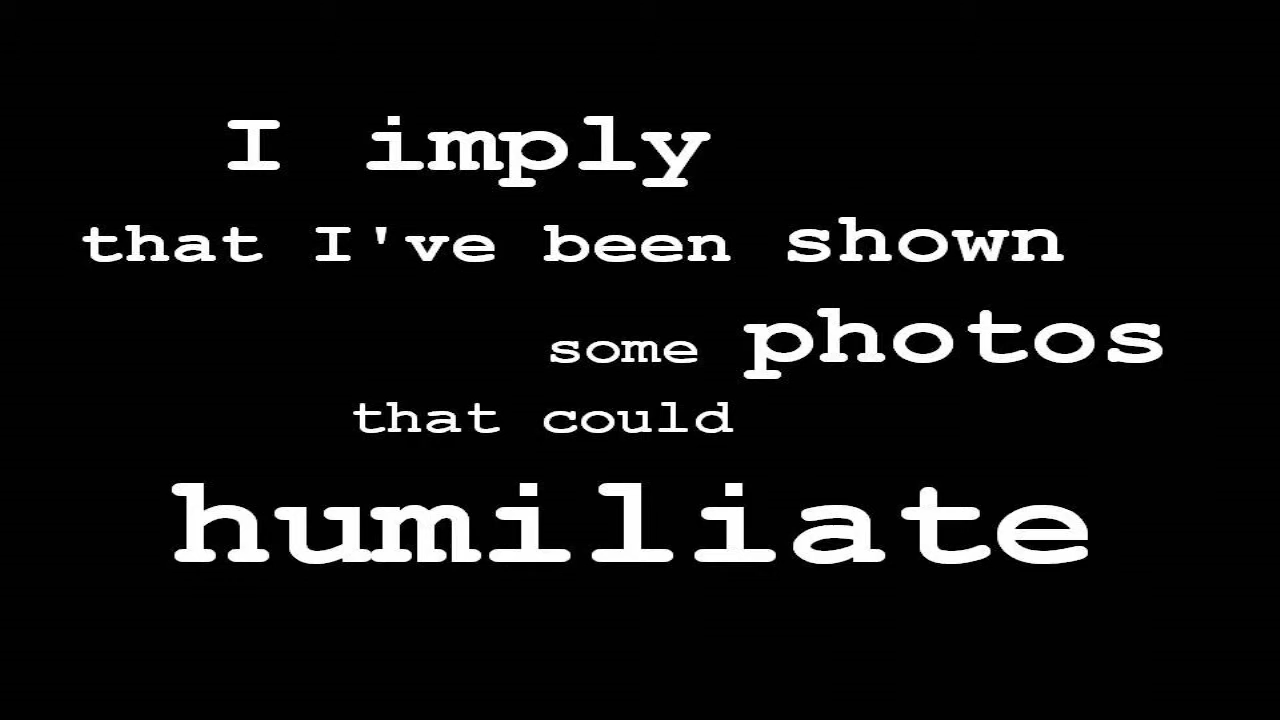 I imply
that I've been shown
some photos
that could
humiliate